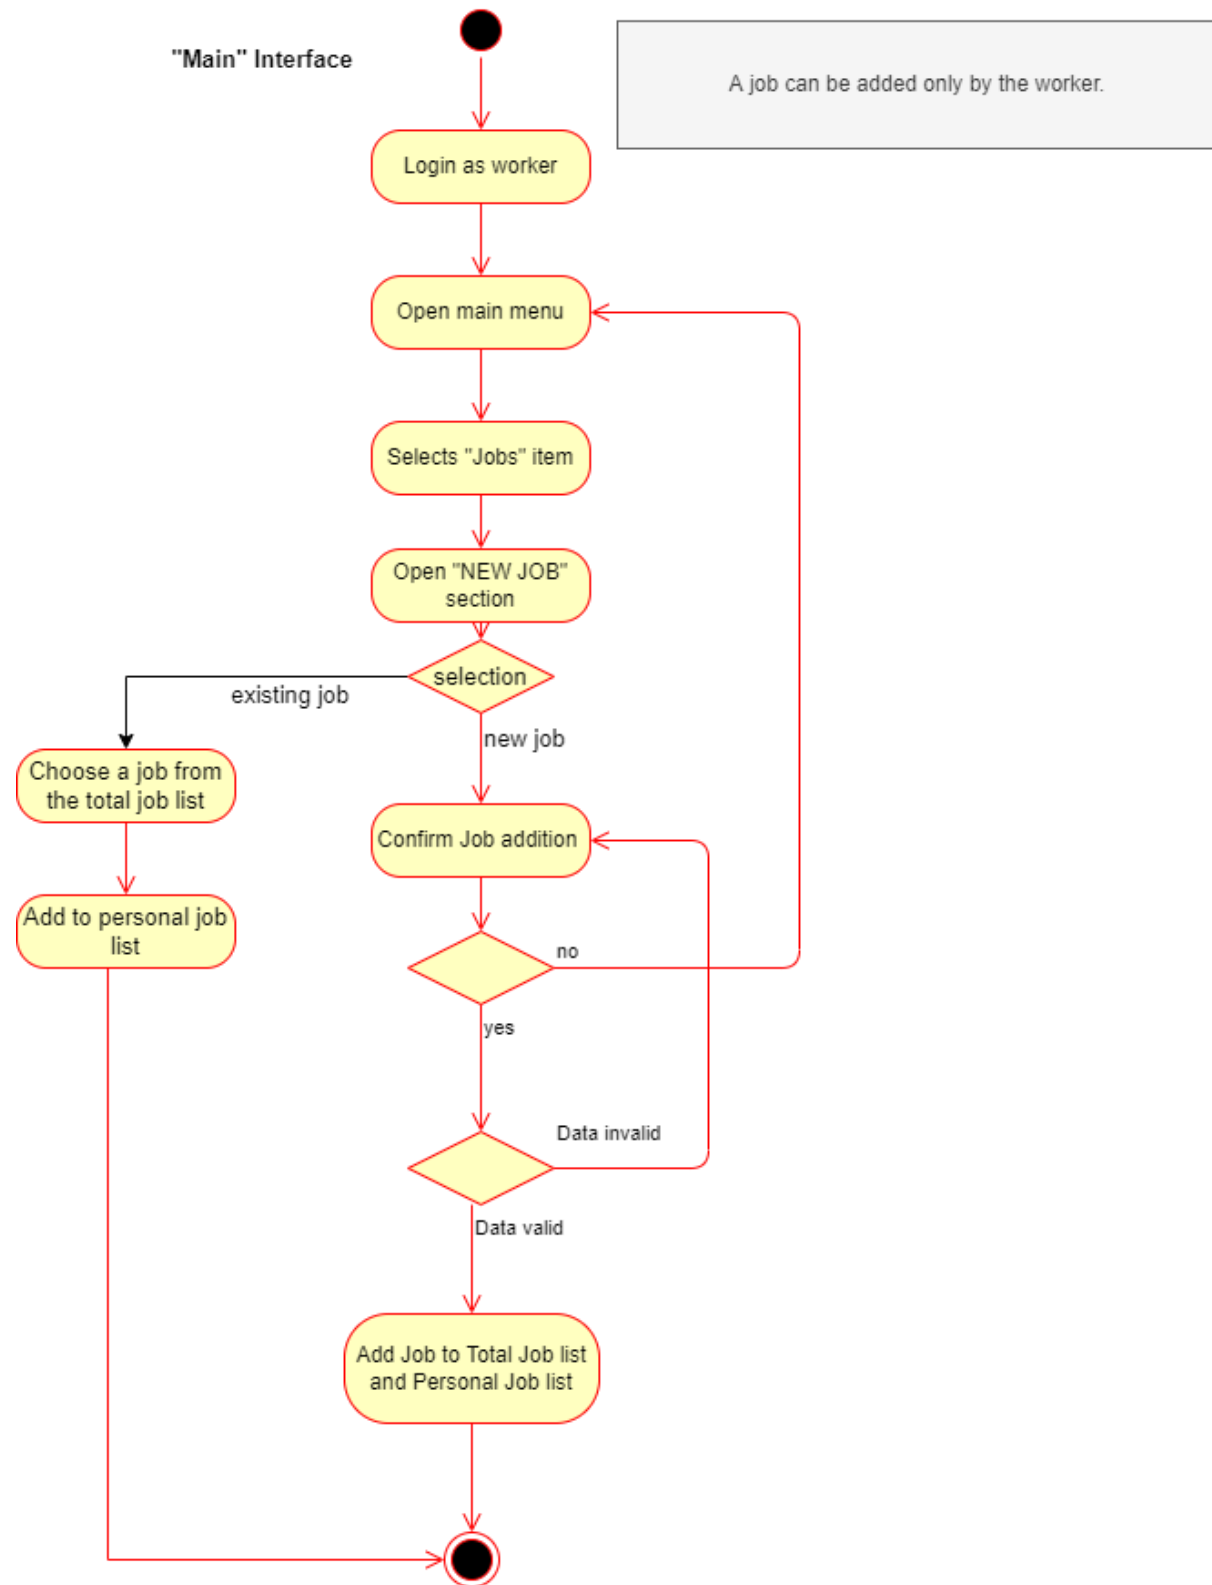 "Main" Interface
A job can be added only by the worker.
Login as worker
Open main menu
Selects "Jobs" item
Open "NEW JOB"
section
selection
existing job
new job
Choose a job from
the total job list
Confirm Job addition
Add to personal job
list
no
yes
Data invalid
Data valid
Add Job to Total Job list
and Personal Job list